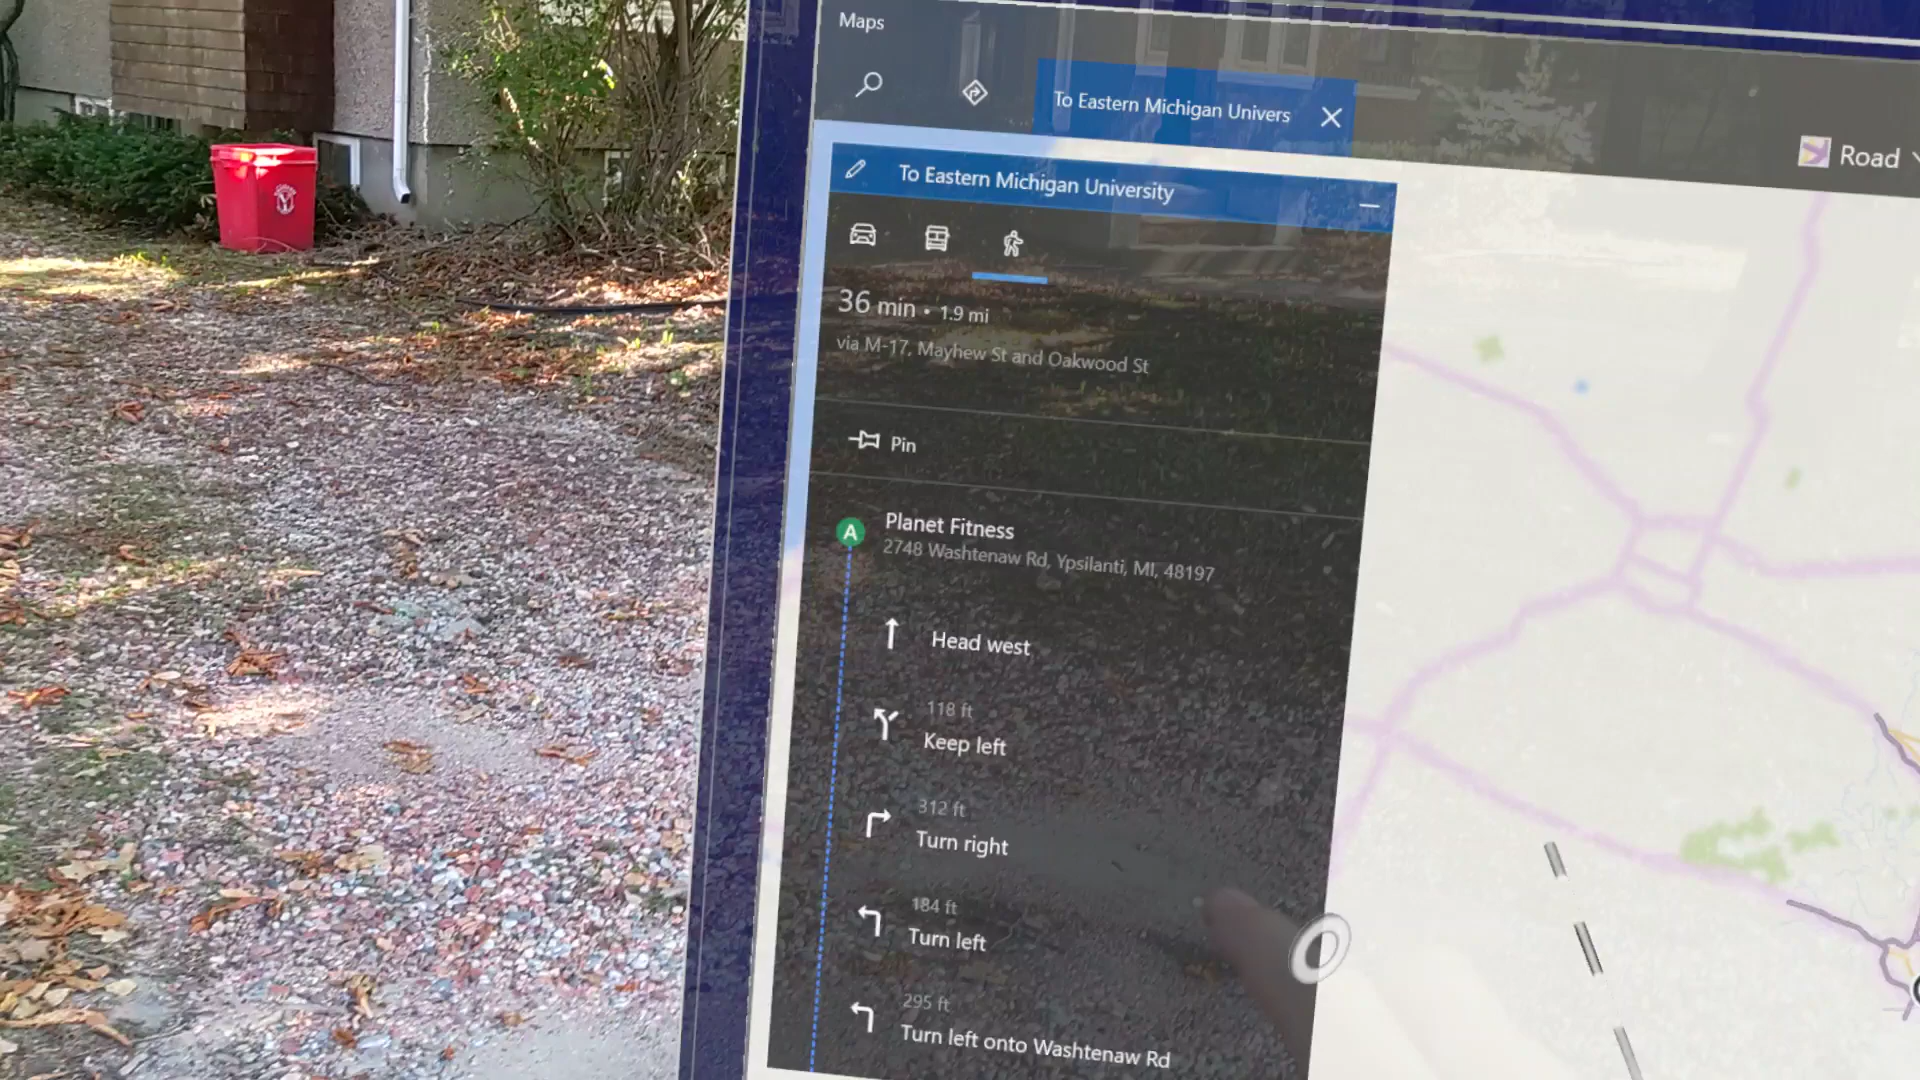 Maps
To Eastern Michigan Univers
Road
To Eastern Michigan University
36 min • 1.9 mi
via M-17, Mayhew St and Oakwood St
Pin
A
Planet Fitness
2748 Washtenaw Rd, Ypsilanti, MI, 48197
Head west
118 ft
Keep left
312 ft
Turn right
184 ft
Turn left
295 ft
Turn left onto Washtenaw Rd